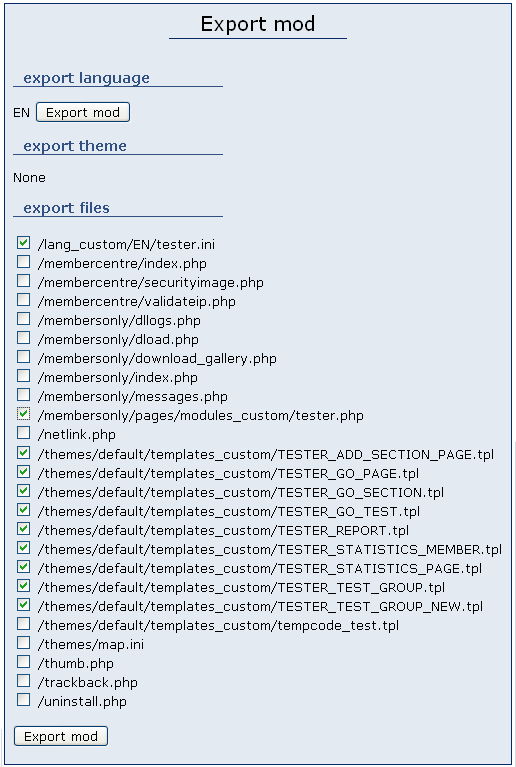 Export mod
export language
EN Export mod
export theme
None
export files
/lang_custom/EN/tester.ini
/membercentre/index.php
/membercentre/securityimage.php
/membercentre/validateip.php
/membersonly/dllogs.php
/membersonly/dload.php
/membersonly/download_gallery.php
/membersonly/index.php
/membersonly/messages.php
/membersonly/pages/modules_custom/tester.php
/netlink.php
/themes/default/templates_custom/TESTER_ADD_SECTION_PAGE.tpl
/themes/default/templates_custom/TESTER_GO_PAGE.tpl
/themes/default/templates_custom/TESTER_GO_SECTION.tpl
/themes/default/templates_custom/TESTER_GO_TEST.tpl
/themes/default/templates_custom/TESTER_REPORT.tpl
/themes/default/templates_custom/TESTER_STATISTICS_MEMBER.tpl
/themes/default/templates_custom/TESTER_STATISTICS_PAGE.tpl
/themes/default/templates_custom/TESTER_TEST_GROUP.tpl
/themes/default/templates_custom/TESTER_TEST_GROUP_NEW.tpl
/themes/default/templates_custom/tempcode_test.tpl
/themes/map.ini
/thumb.php
/trackback.php
/uninstall.php
Export mod